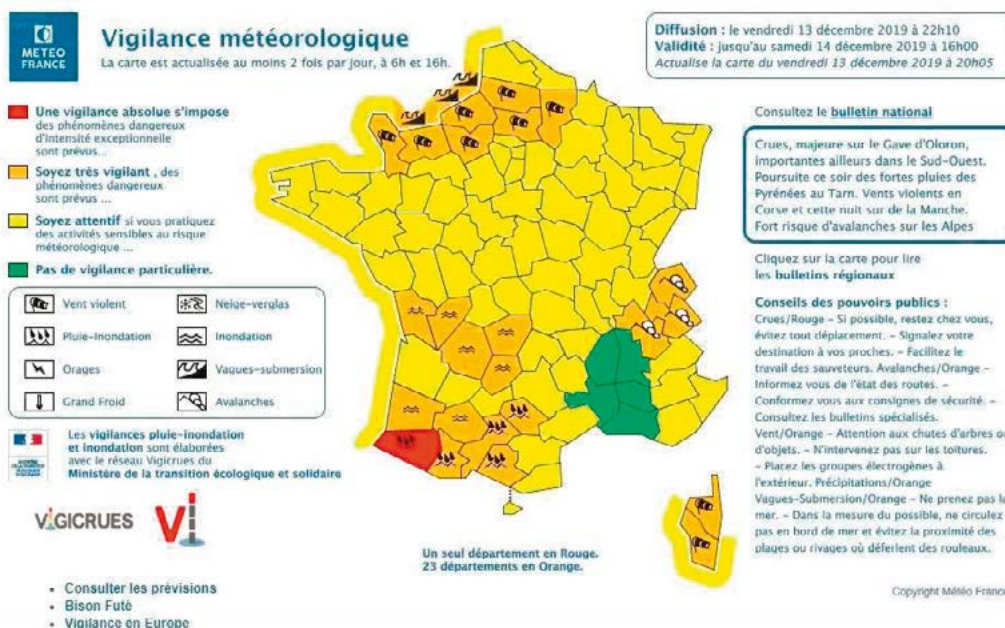 METEO
FRANCE
Vigilance météorologique
La carte est actualisée au moins 2 fois par jour, à 6h et 16h.
Diffusion : le vendredi 13 décembre 2019 à 22h10
Validité : jusqu'au samedi 14 décembre 2019 à 16h00
Actualise la carte du vendredi 13 décembre 2019 à 20h05
Une vigilance absolue s'impose
des phénomènes dangereux
d'intensité exceptionnelle
sont prévus...
Soyez très vigilant , des
phénomènes dangereux
sont prévus ...
Soyez attentif si vous pratiquez
des activités sensibles au risque
météorologique ...
Pas de vigilance particulière.
Vent violent
Neige-verglas
Pluie-Inondation
Inondation
Orages
Vagues-submersion
Grand Froid
Avalanches
Les vigilances pluie-inondation
et inondation sont élaborées
avec le réseau Vigicrues du
Ministère de la transition écologique et solidaire
VIGICRUES
Vi
Consulter les prévisions
Bison Futé
Vigilance en Europe
Un seul département en Rouge.
23 départements en Orange.
Consultez le bulletin national
Crues, majeure sur le Gave d'Oloron,
importantes ailleurs dans le Sud-Ouest.
Poursuite ce soir des fortes pluies des
Pyrénées au Tarn. Vents violents en
Corse et cette nuit sur de la Manche.
Fort risque d'avalanches sur les Alpes
Cliquez sur la carte pour lire
les bulletins régionaux
Conseils des pouvoirs publics :
Crues/Rouge – Si possible, restez chez vous,
évitez tout déplacement. – Signalez votre
destination à vos proches. – Facilitez le
travail des sauveteurs. Avalanches/Orange –
Informez vous de l'état des routes. –
Conformez vous aux consignes de sécurité. –
Consultez les bulletins spécialisés.
Vent/Orange – Attention aux chutes d'arbres ou
d'objets. – N'intervenez pas sur les toitures.
– Placez les groupes électrogènes à
l'extérieur. Précipitations/Orange
Vagues-Submersion/Orange – Ne prenez pas la
mer. – Dans la mesure du possible, ne circulez
pas en bord de mer et évitez la proximité des
plages ou rivages où déferlent des rouleaux.
Copyright Météo France